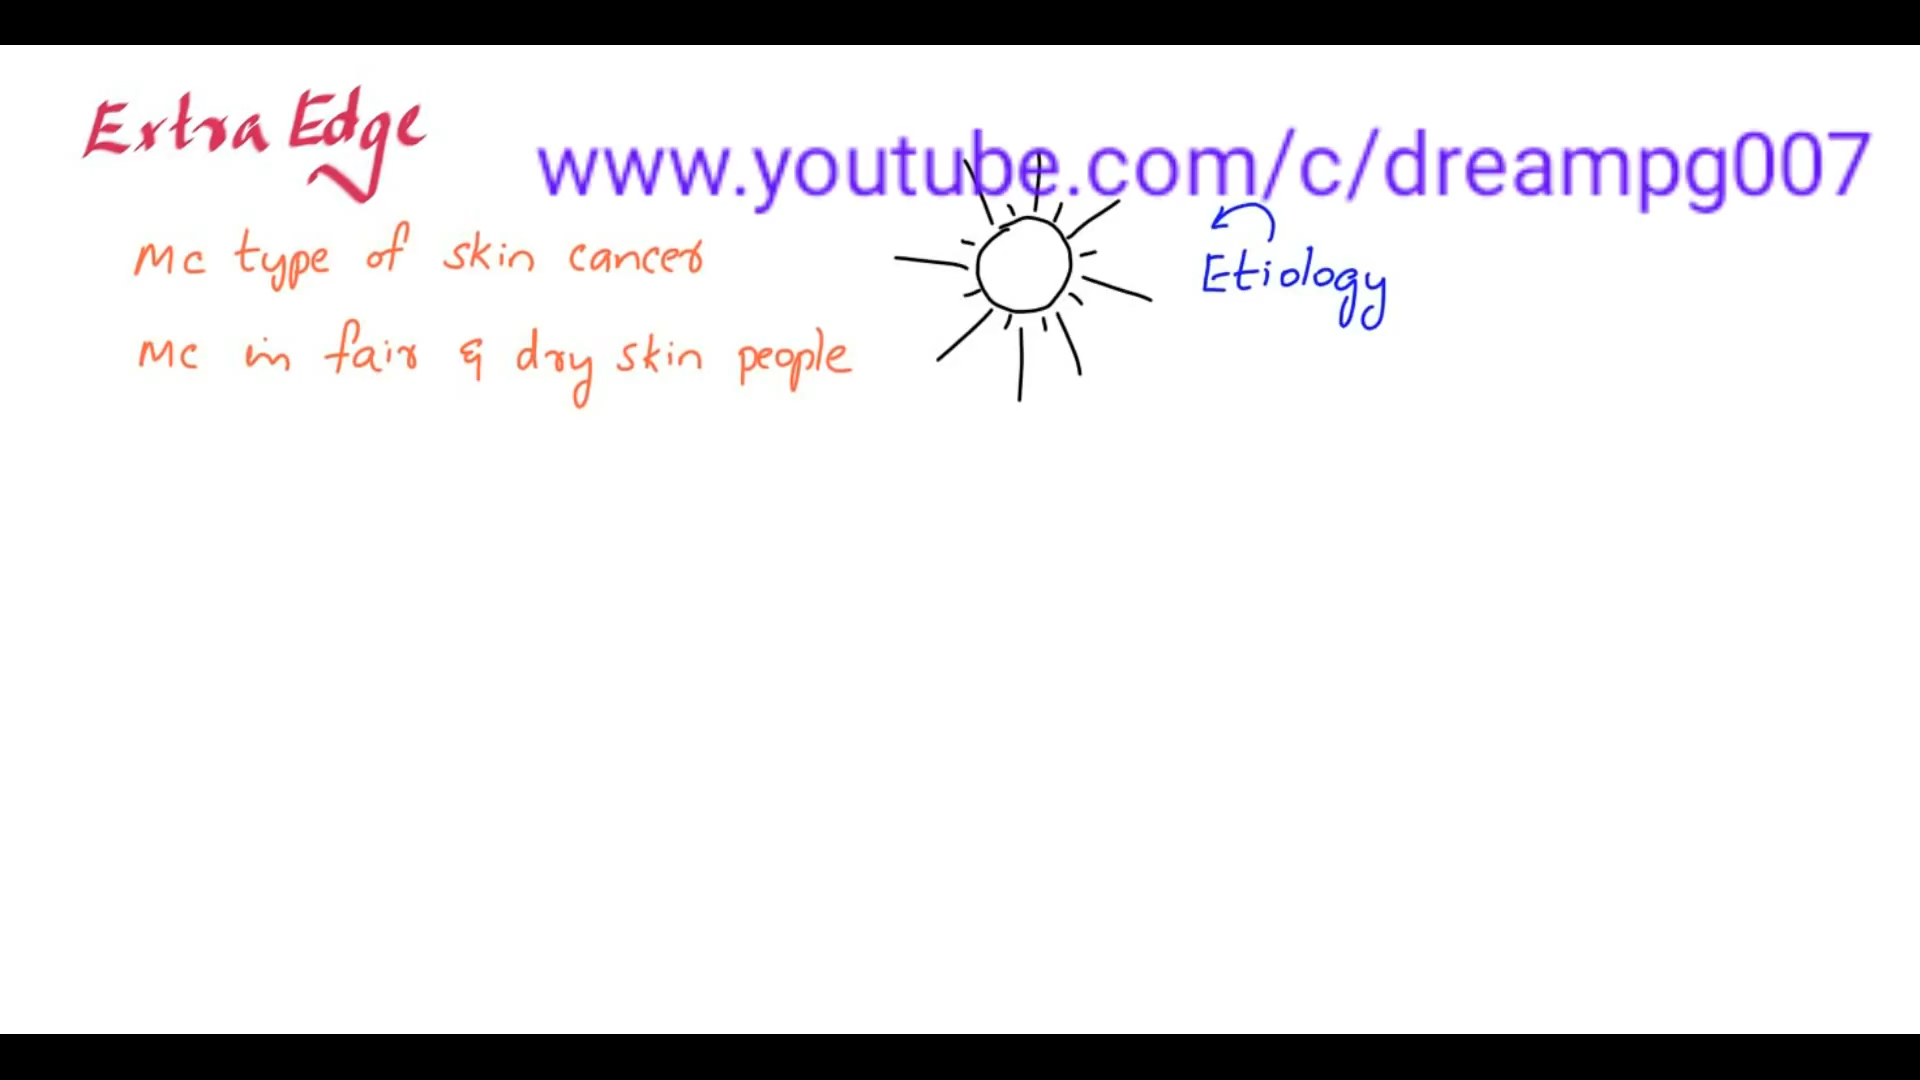 Extra Edge
www.youtube.com/c/dreampg007
MC type of skin cancer
Etiology
MC in fair & dry skin people